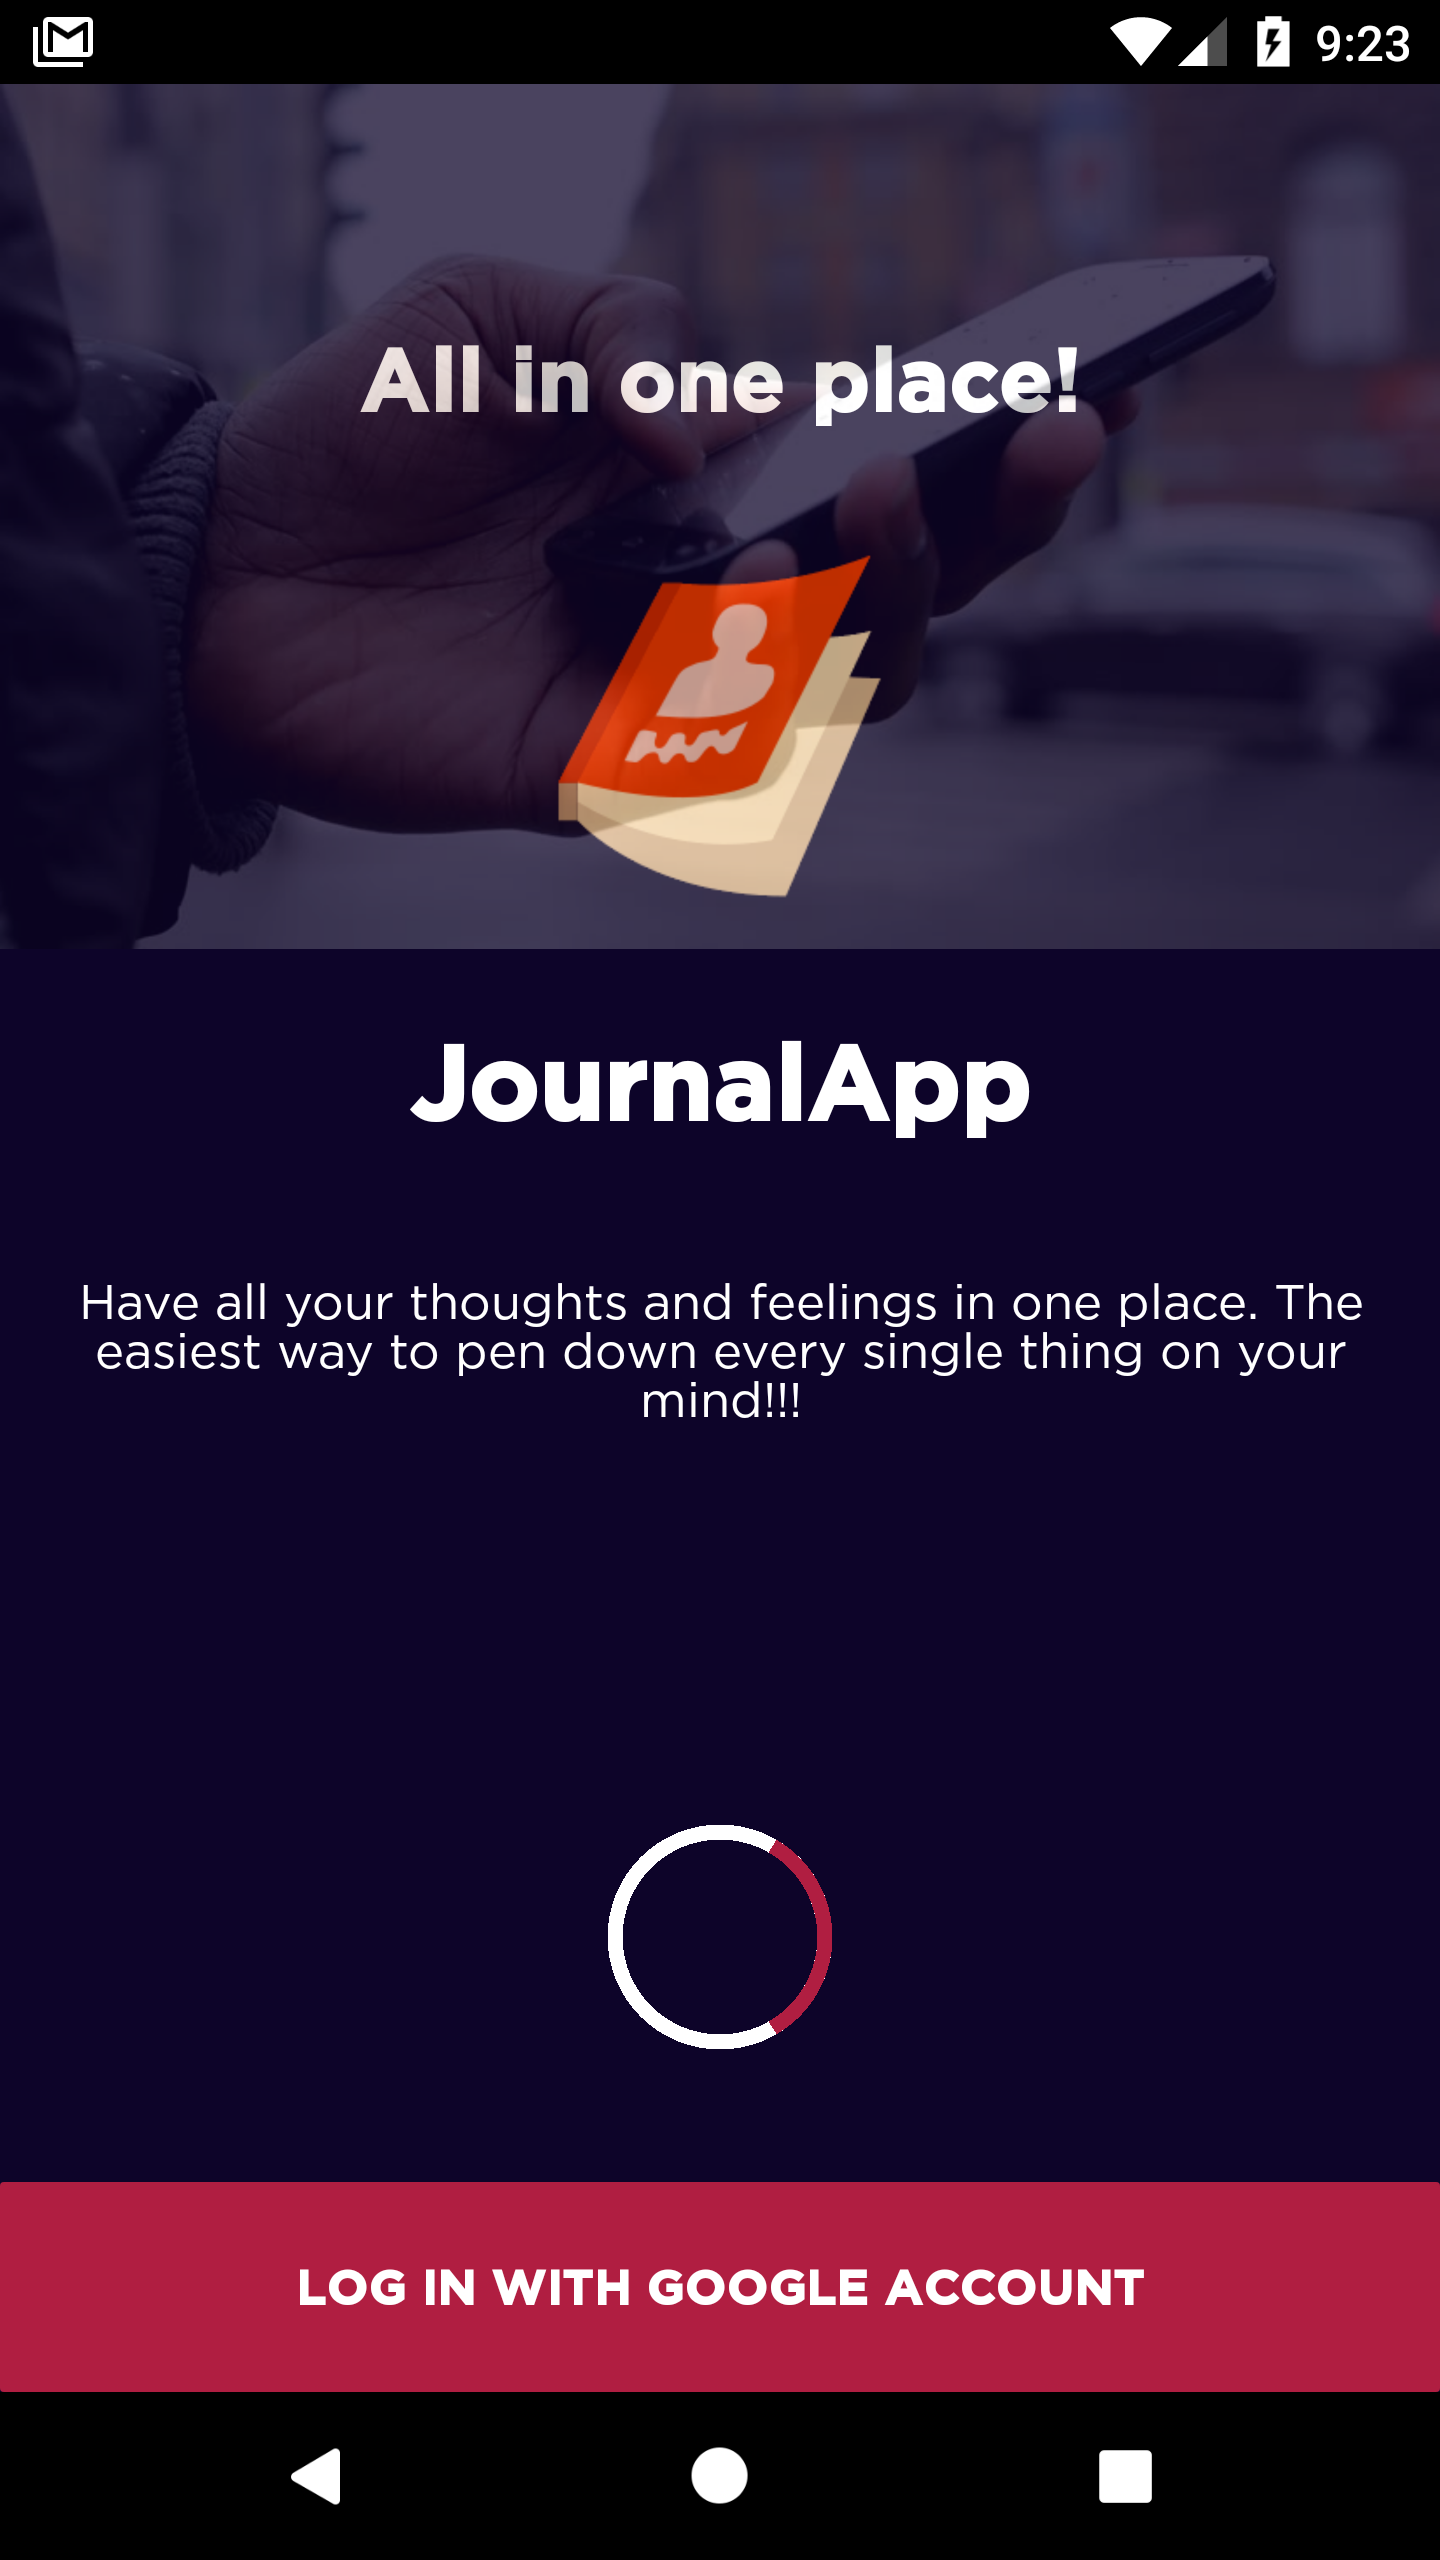 9:23
All in one place!
JournalApp
Have all your thoughts and feelings in one place. The
easiest way to pen down every single thing on your
mind!!!
LOG IN WITH GOOGLE ACCOUNT